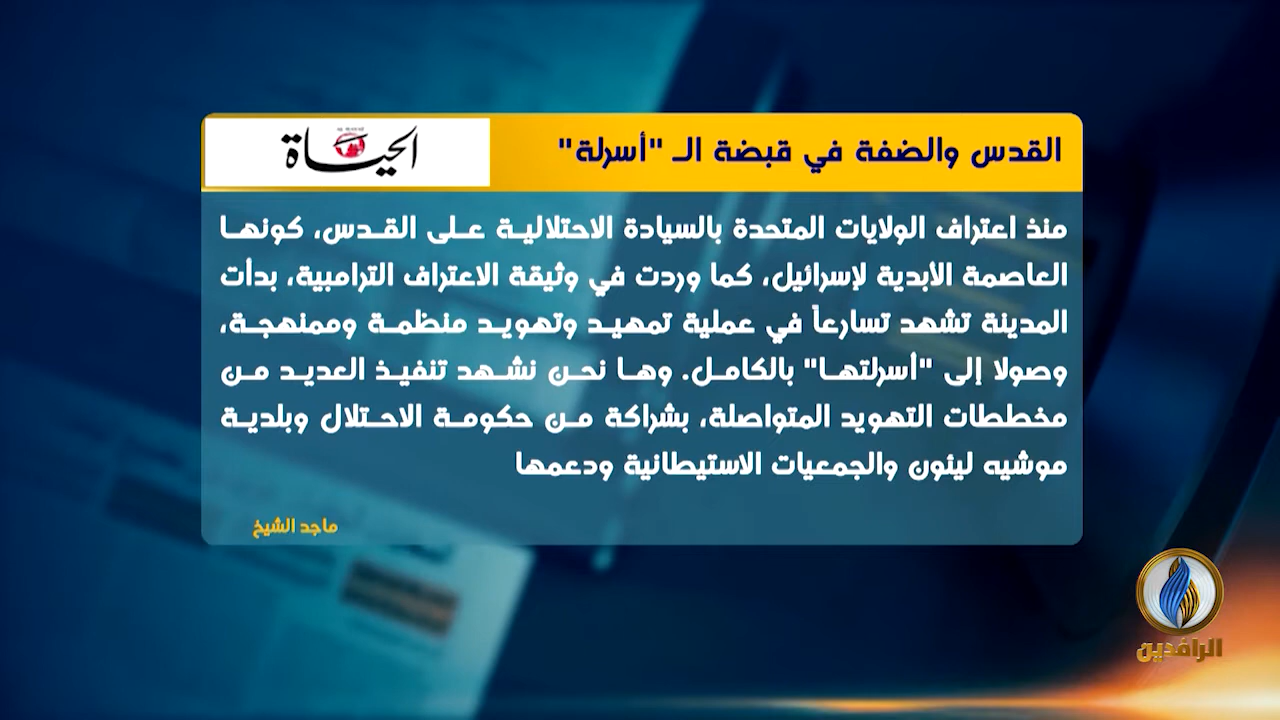 القدس والضفة في قبضة الـ "أسرلة"
الحياة
منذ اعتراف الولايات المتحدة بالسيادة الاحتلالية على القدس، كونها
العاصمة الأبدية لإسرائيل، كما وردت في وثيقة الاعتراف الترامبية، بدأت
المدينة تشهد تسارعاً في عملية تمهيد وتهويد منظمة وممنهجة،
وصولا إلى "أسرلتها" بالكامل. وها نحن نشهد تنفيذ العديد من
مخططات التهويد المتواصلة، بشراكة من حكومة الاحتلال وبلدية
موشيه ليئون والجمعيات الاستيطانية ودعمها
ماجد الشيخ
الرافدين